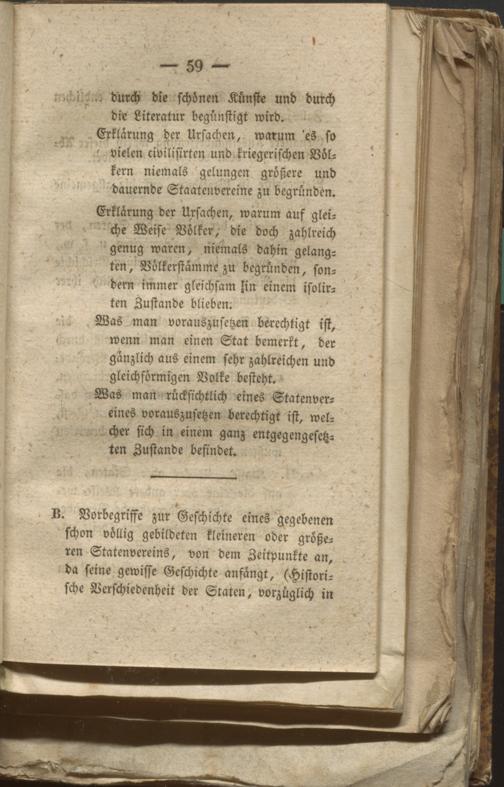 — 59 —
durch die schönen Künste und durch
die Literatur begünstigt wird.
Erklärung der Ursachen, warum es so
vielen civilisirten und kriegerischen Völ-
kern niemals gelungen größere und
dauernde Staatenvereine zu begründen.
Erklärung der Ursachen, warum auf glei-
che Weise Völker, die doch zahlreich
genug waren, niemals dahin gelang-
ten, Völkerstämme zu begründen, son-
dern immer gleichsam in einem isolir-
ten Zustande blieben.
Was man vorauszusetzen berechtigt ist,
wenn man einen Stat bemerkt, der
gänzlich aus einem sehr zahlreichen und
gleichförmigen Volke besteht.
Was man rücksichtlich eines Statenver-
eines vorauszusetzen berechtigt ist, wel-
cher sich in einem ganz entgegengesetz-
ten Zustande befindet.
B. Vorbegriffe zur Geschichte eines gegebenen
schon völlig gebildeten kleineren oder größe-
ren Statenvereins, von dem Zeitpunkte an,
da seine gewisse Geschichte anfängt, (Histori-
sche Verschiedenheit der Staten, vorzüglich in